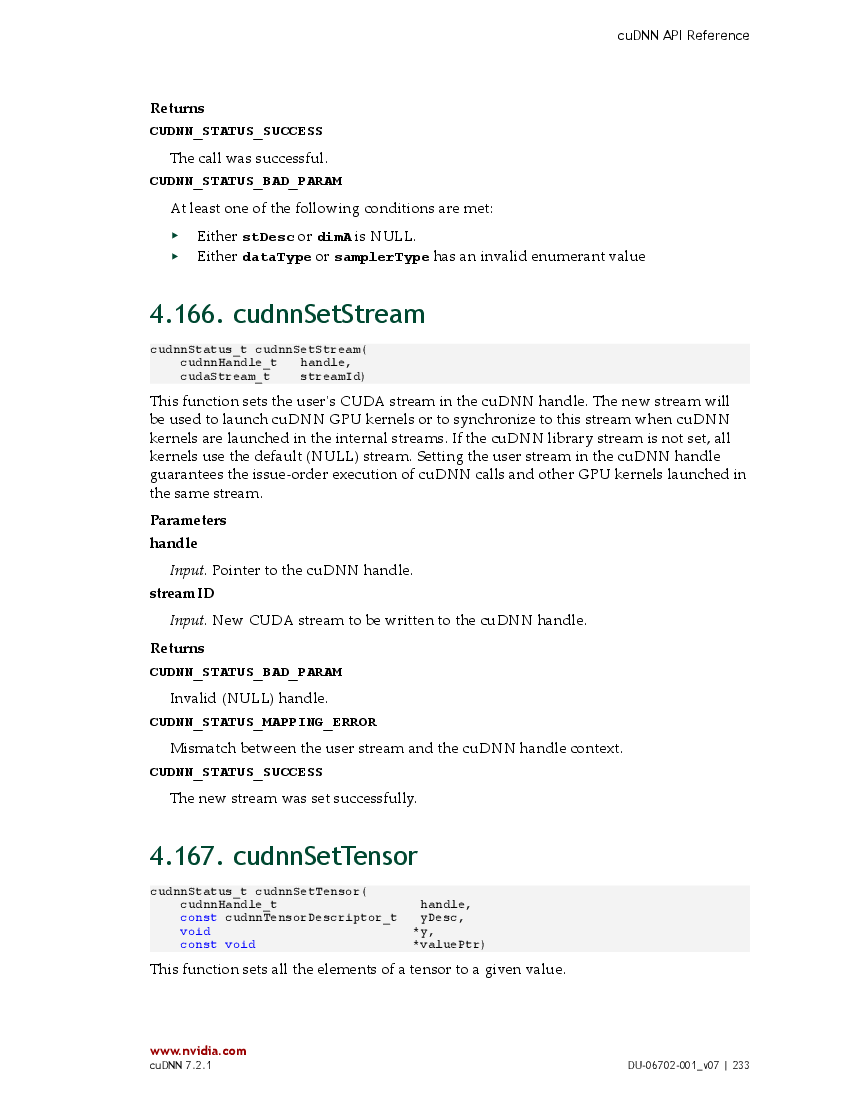 cuDNN API Reference
Returns
CUDNN_STATUS_SUCCESS
The call was successful.
CUDNN_STATUS_BAD_PARAM
At least one of the following conditions are met:
▸ Either stDesc or dimA is NULL.
▸ Either dataType or samplerType has an invalid enumerant value
4.166. cudnnSetStream
cudnnStatus_t cudnnSetStream(
    cudnnHandle_t   handle,
    cudaStream_t    streamId)
This function sets the user's CUDA stream in the cuDNN handle. The new stream will
be used to launch cuDNN GPU kernels or to synchronize to this stream when cuDNN
kernels are launched in the internal streams. If the cuDNN library stream is not set, all
kernels use the default (NULL) stream. Setting the user stream in the cuDNN handle
guarantees the issue-order execution of cuDNN calls and other GPU kernels launched in
the same stream.
Parameters
handle
Input. Pointer to the cuDNN handle.
streamID
Input. New CUDA stream to be written to the cuDNN handle.
Returns
CUDNN_STATUS_BAD_PARAM
Invalid (NULL) handle.
CUDNN_STATUS_MAPPING_ERROR
Mismatch between the user stream and the cuDNN handle context.
CUDNN_STATUS_SUCCESS
The new stream was set successfully.
4.167. cudnnSetTensor
cudnnStatus_t cudnnSetTensor(
    cudnnHandle_t                   handle,
    const cudnnTensorDescriptor_t   yDesc,
    void                           *y,
    const void                     *valuePtr)
This function sets all the elements of a tensor to a given value.
www.nvidia.com
cuDNN 7.2.1 DU-06702-001_v07 | 233